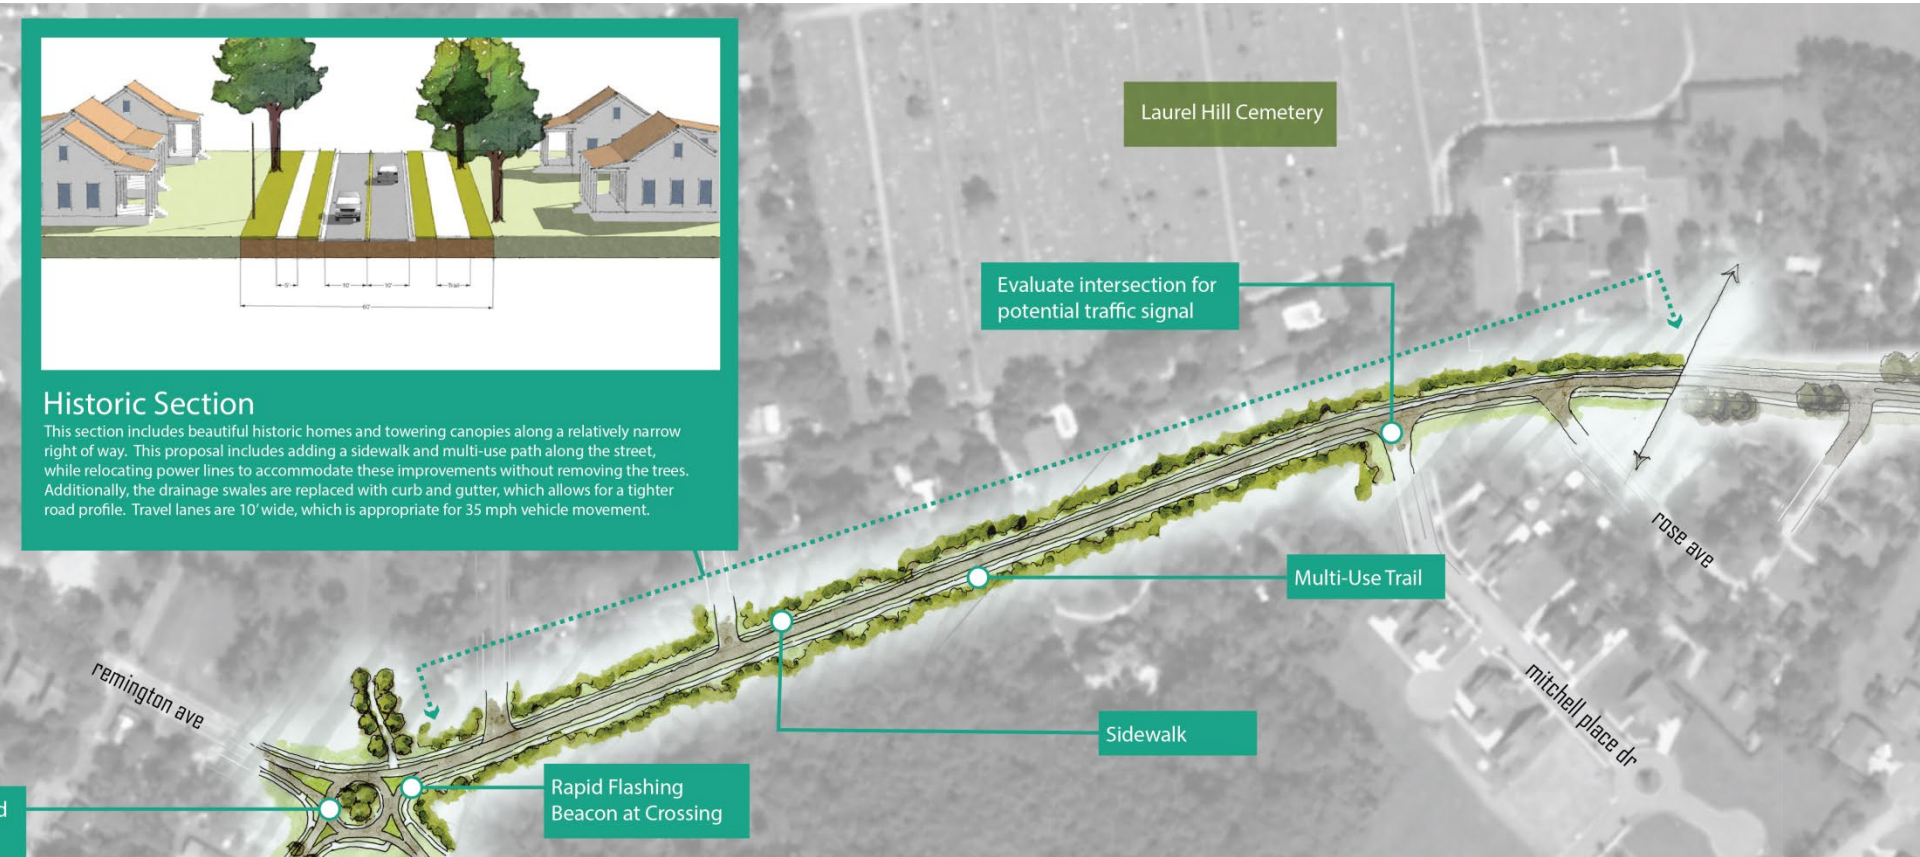 Laurel Hill Cemetery
5'
10'
10'
Trail
60'
Evaluate intersection for
potential traffic signal
Historic Section
This section includes beautiful historic homes and towering canopies along a relatively narrow
right of way. This proposal includes adding a sidewalk and multi-use path along the street,
while relocating power lines to accommodate these improvements without removing the trees.
Additionally, the drainage swales are replaced with curb and gutter, which allows for a tighter
road profile. Travel lanes are 10' wide, which is appropriate for 35 mph vehicle movement.
rose ave
Multi-Use Trail
remington ave
mitchell place dr
Sidewalk
Rapid Flashing
Beacon at Crossing